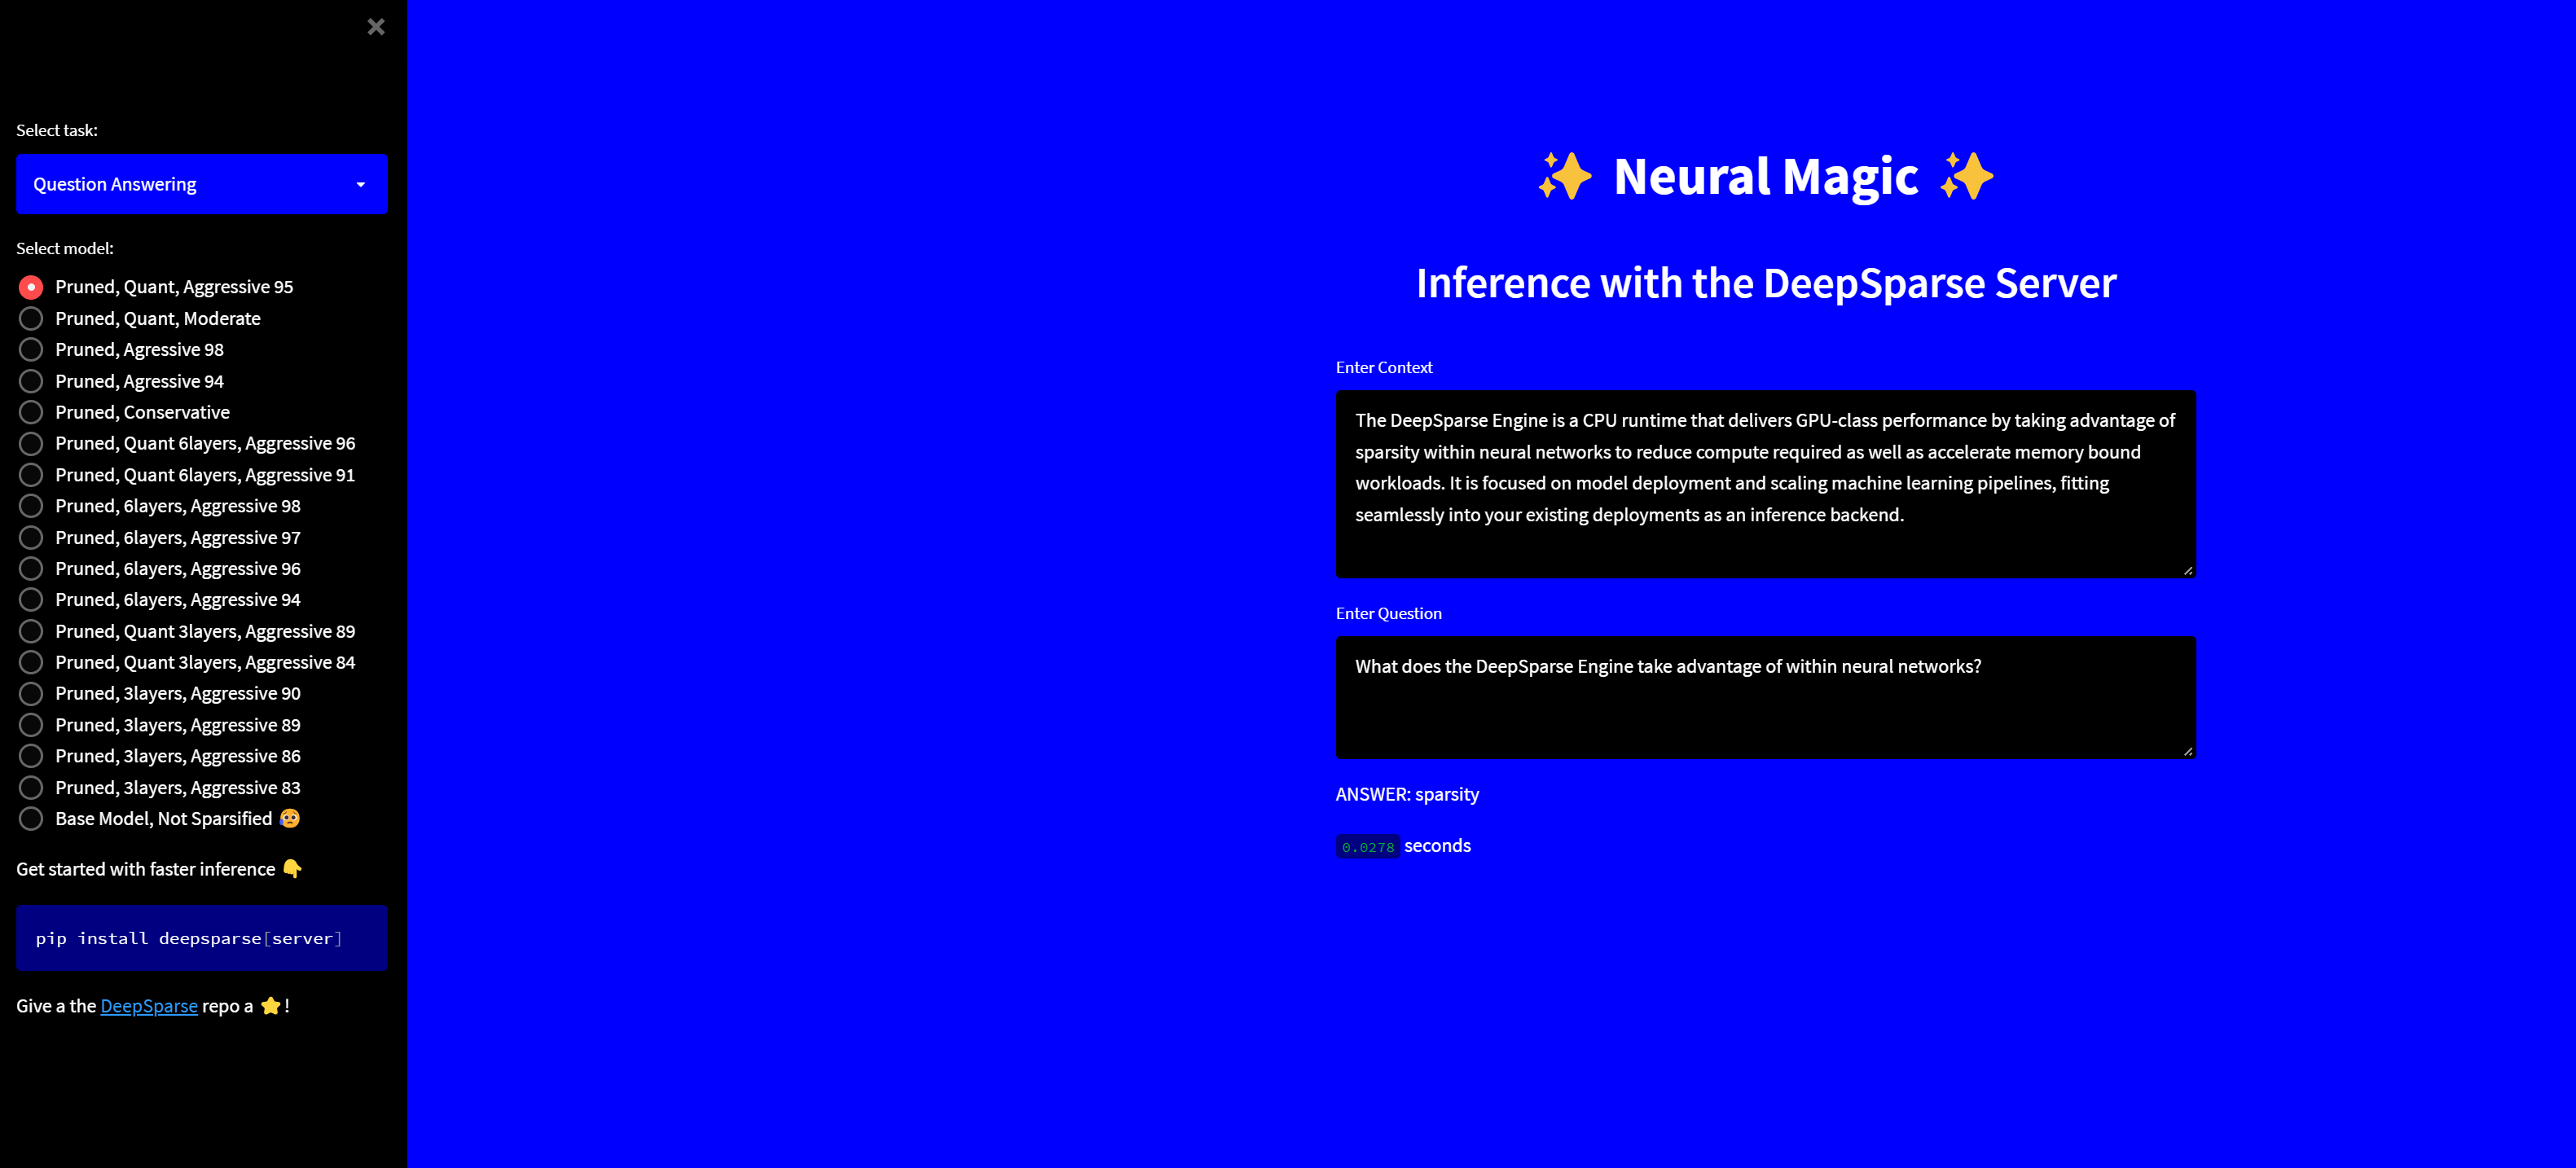 Select task:
Question Answering
Select model:
Pruned, Quant, Aggressive 95
Pruned, Quant, Moderate
Pruned, Agressive 98
Pruned, Agressive 94
Pruned, Conservative
Pruned, Quant 6layers, Aggressive 96
Pruned, Quant 6layers, Aggressive 91
Pruned, 6layers, Aggressive 98
Pruned, 6layers, Aggressive 97
Pruned, 6layers, Aggressive 96
Pruned, 6layers, Aggressive 94
Pruned, Quant 3layers, Aggressive 89
Pruned, Quant 3layers, Aggressive 84
Pruned, 3layers, Aggressive 90
Pruned, 3layers, Aggressive 89
Pruned, 3layers, Aggressive 86
Pruned, 3layers, Aggressive 83
Base Model, Not Sparsified 😥
Get started with faster inference 👇
pip install deepsparse[server]
Give a the DeepSparse repo a ⭐!
✨ Neural Magic ✨
Inference with the DeepSparse Server
Enter Context
The DeepSparse Engine is a CPU runtime that delivers GPU-class performance by taking advantage of
sparsity within neural networks to reduce compute required as well as accelerate memory bound
workloads. It is focused on model deployment and scaling machine learning pipelines, fitting
seamlessly into your existing deployments as an inference backend.
Enter Question
What does the DeepSparse Engine take advantage of within neural networks?
ANSWER: sparsity
0.0278 seconds